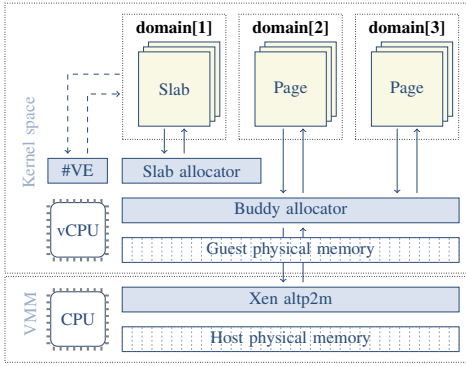 domain[1] domain[2] domain[3]
Slab Page Page
Kernel space
#VE Slab allocator
vCPU Buddy allocator
Guest physical memory
VMM
CPU Xen altp2m
Host physical memory